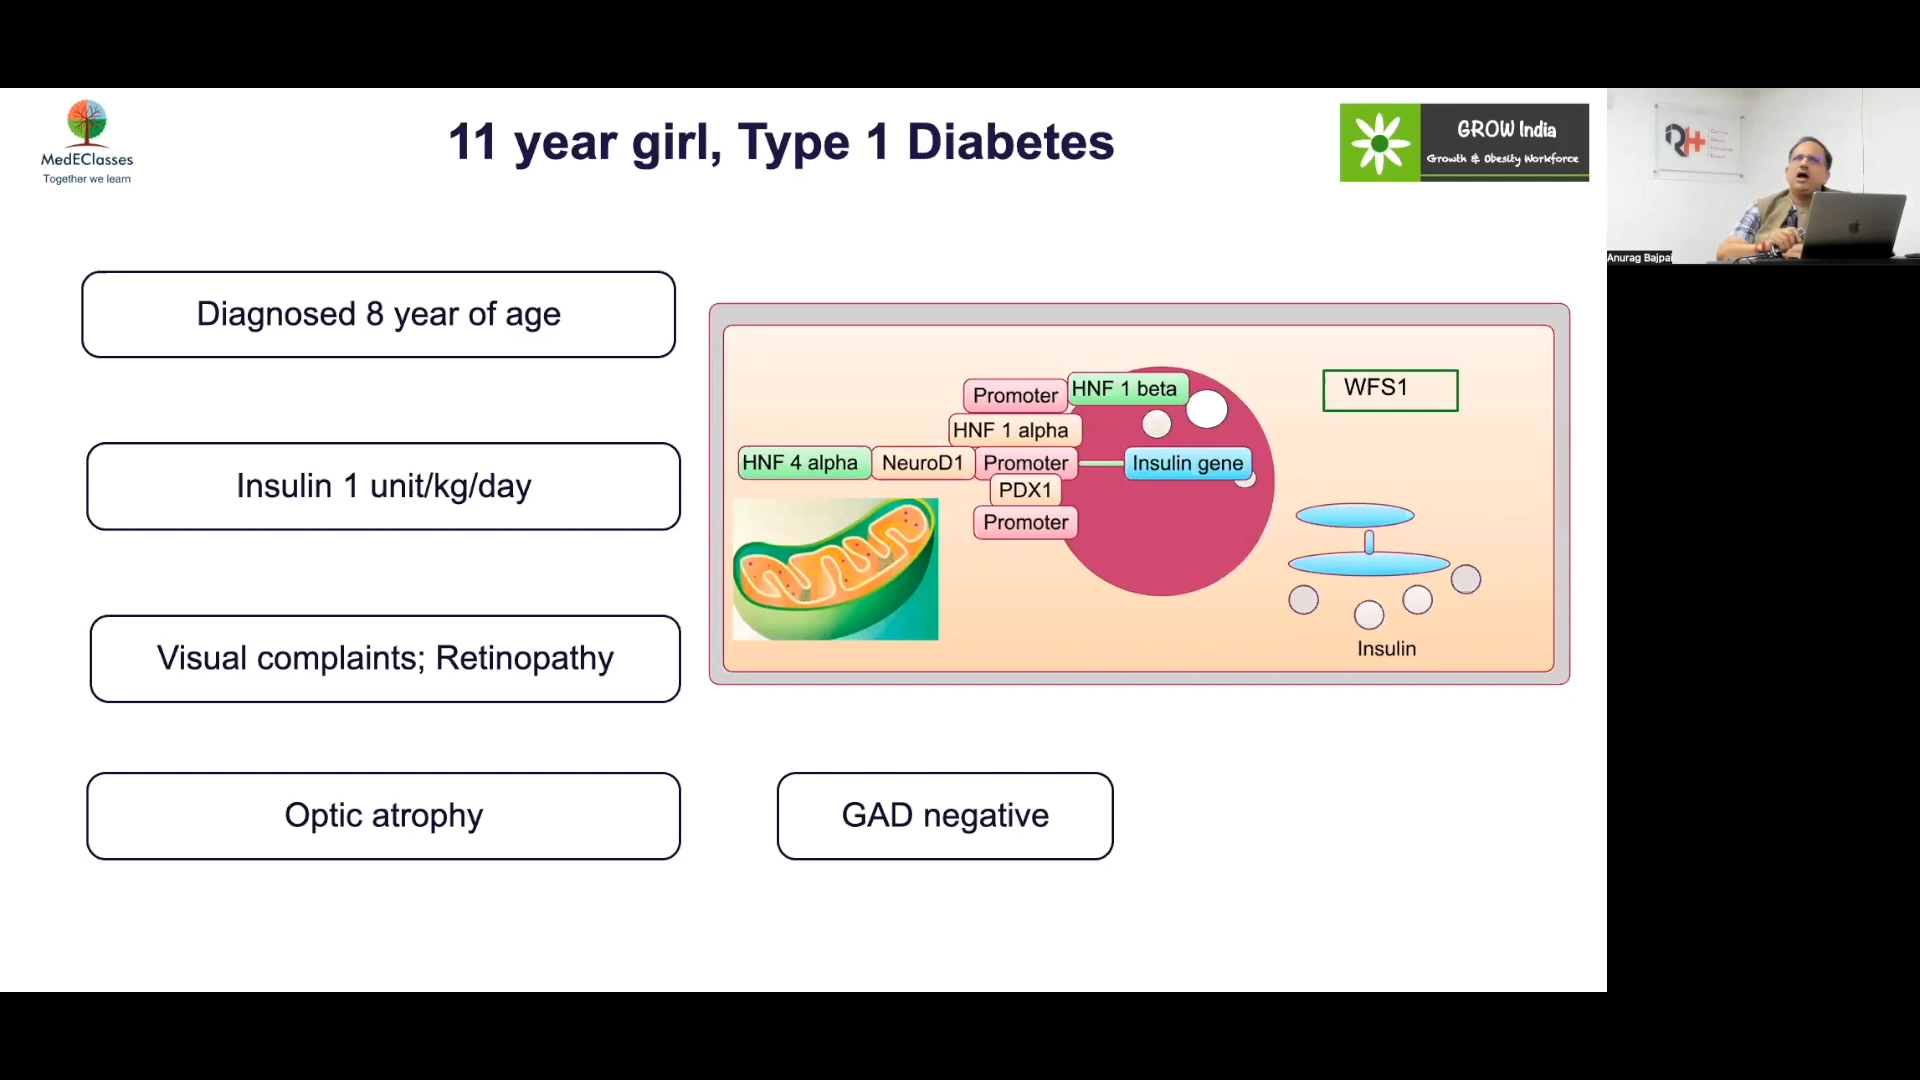 MedEClasses
Together we learn
11 year girl, Type 1 Diabetes
GROW India
Growth & Obesity Workforce
RH
Anurag Bajpai
Diagnosed 8 year of age
Insulin 1 unit/kg/day
Visual complaints; Retinopathy
Optic atrophy
Promoter
HNF 1 beta
HNF 1 alpha
HNF 4 alpha
NeuroD1
Promoter
Insulin gene
PDX1
Promoter
WFS1
Insulin
GAD negative